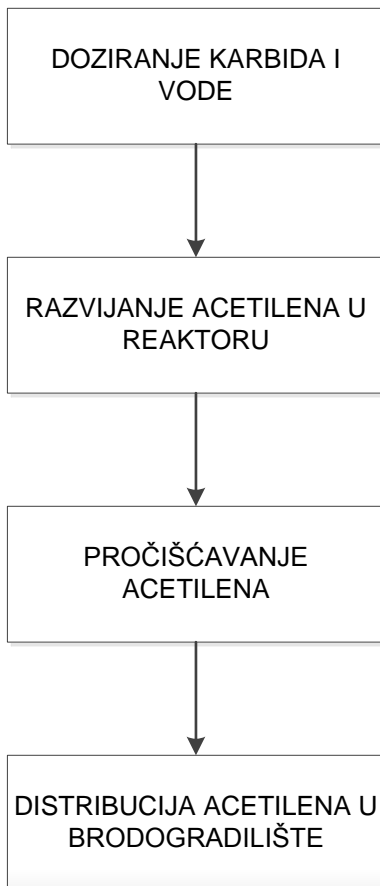 DOZIRANJE KARBIDA I
VODE
RAZVIJANJE ACETILENA U
REAKTORU
PROČIŠĆAVANJE
ACETILENA
DISTRIBUCIJA ACETILENA U
BRODOGRADILIŠTE